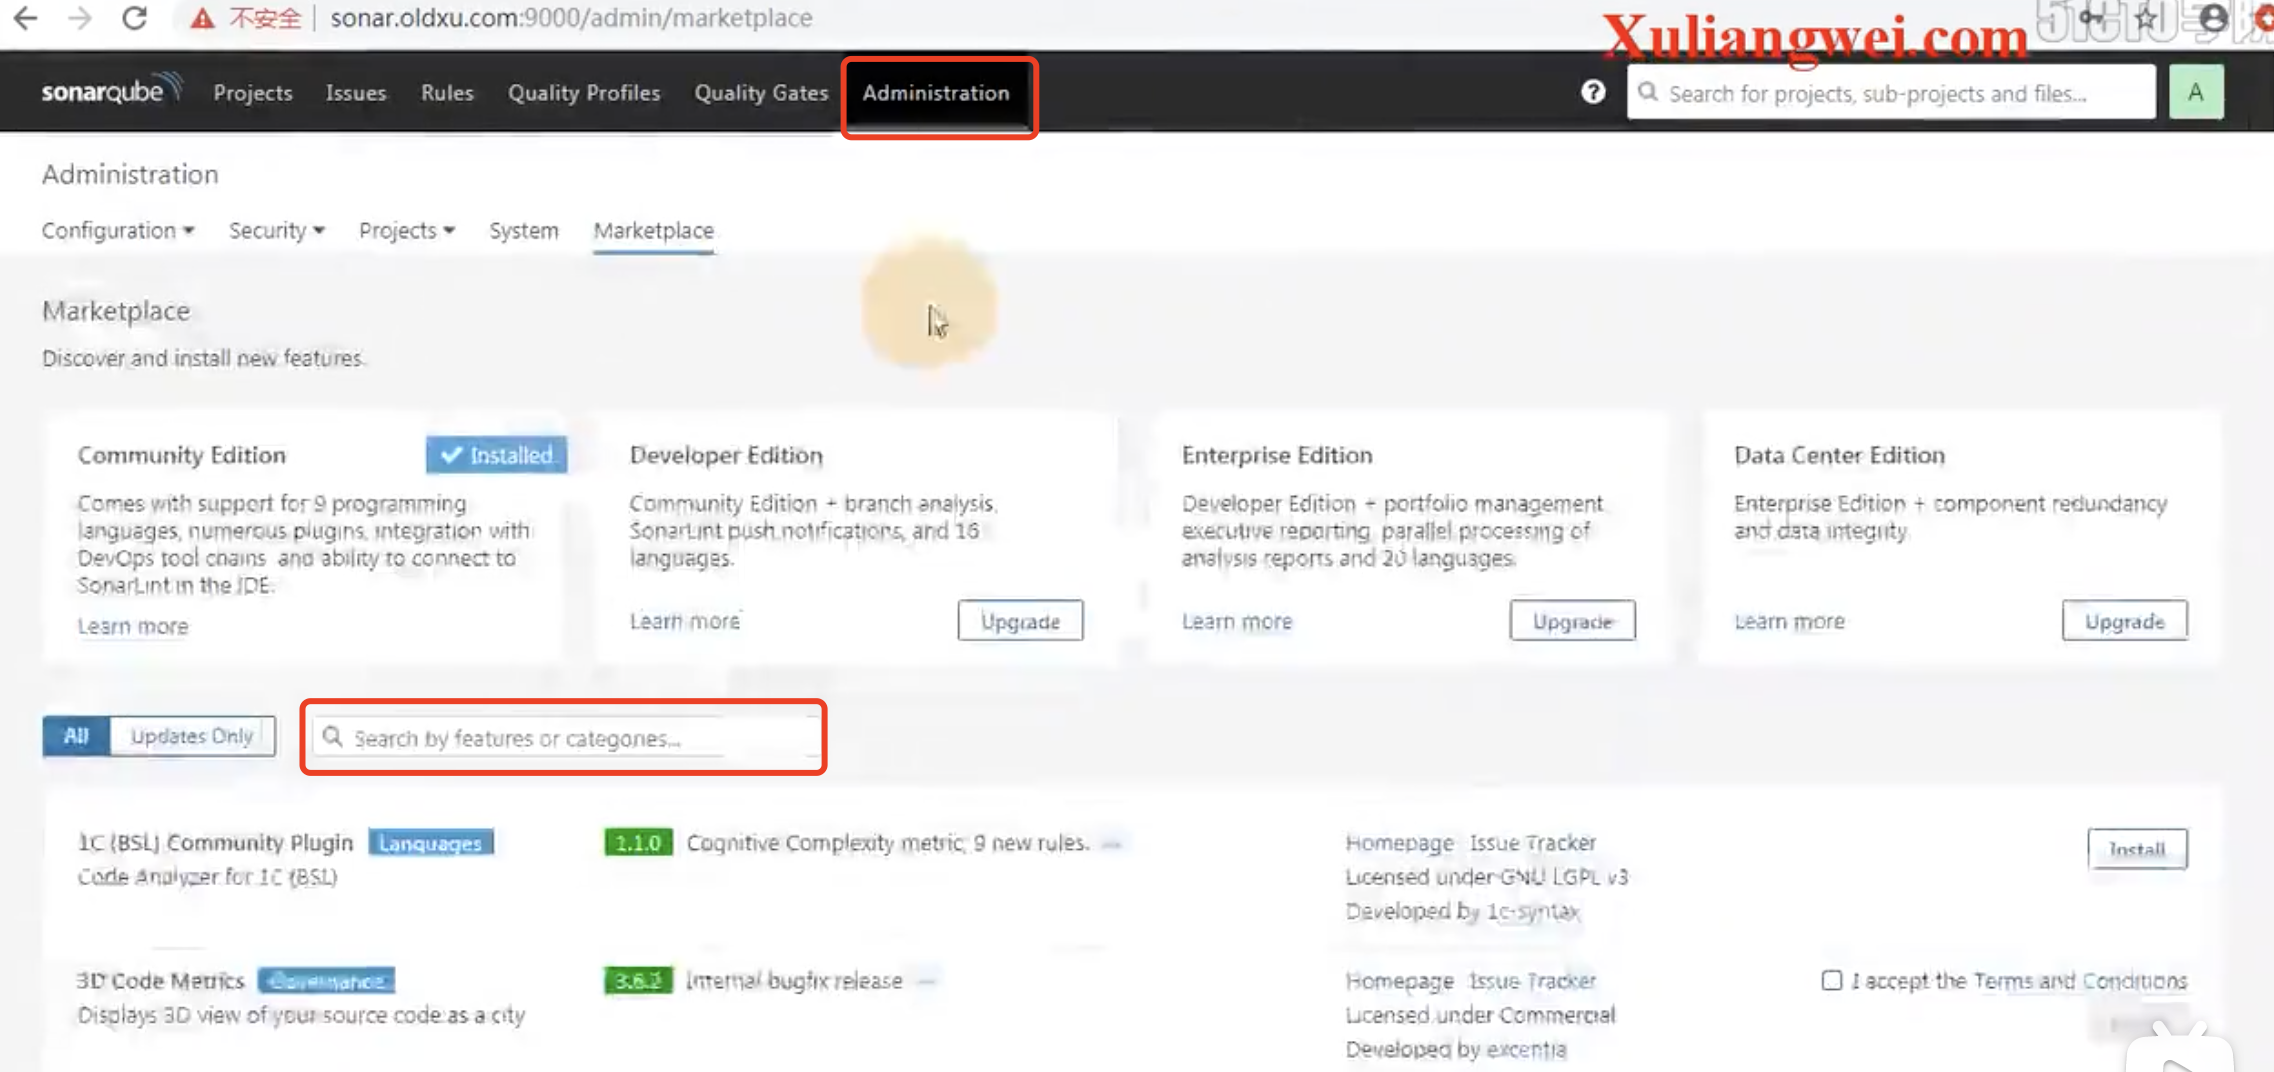 不安全 sonar.oldxu.com:9000/admin/marketplace
Xuliangwei.com
sonarqube Projects Issues Rules Quality Profiles Quality Gates Administration ? Search for projects, sub-projects and files... A
Administration
Configuration Security Projects System Marketplace
Marketplace
Discover and install new features.
Community Edition Installed
Comes with support for 9 programming
languages, numerous plugins, integration with
DevOps tool chains and ability to connect to
SonarLint in the IDE.
Learn more
Developer Edition
Community Edition + branch analysis,
SonarLint push notifications, and 16
languages.
Learn more Upgrade
Enterprise Edition
Developer Edition + portfolio management
executive reporting, parallel processing of
analysis reports and 20 languages.
Learn more Upgrade
Data Center Edition
Enterprise Edition + component redundancy
and data integrity
Learn more Upgrade
All Updates Only Search by features or categories...
1C (BSL) Community Plugin Languages 1.1.0 Cognitive Complexity metric, 9 new rules. Homepage Issue Tracker Install
Code Analyzer for 1C (BSL) Licensed under GNU LGPL v3
Developed by 1c-syntax
3D Code Metrics Governance 3.6.2 Internal bugfix release Homepage Issue Tracker I accept the Terms and Conditions
Displays 3D view of your source code as a city Licensed under Commercial
Developed by excentia